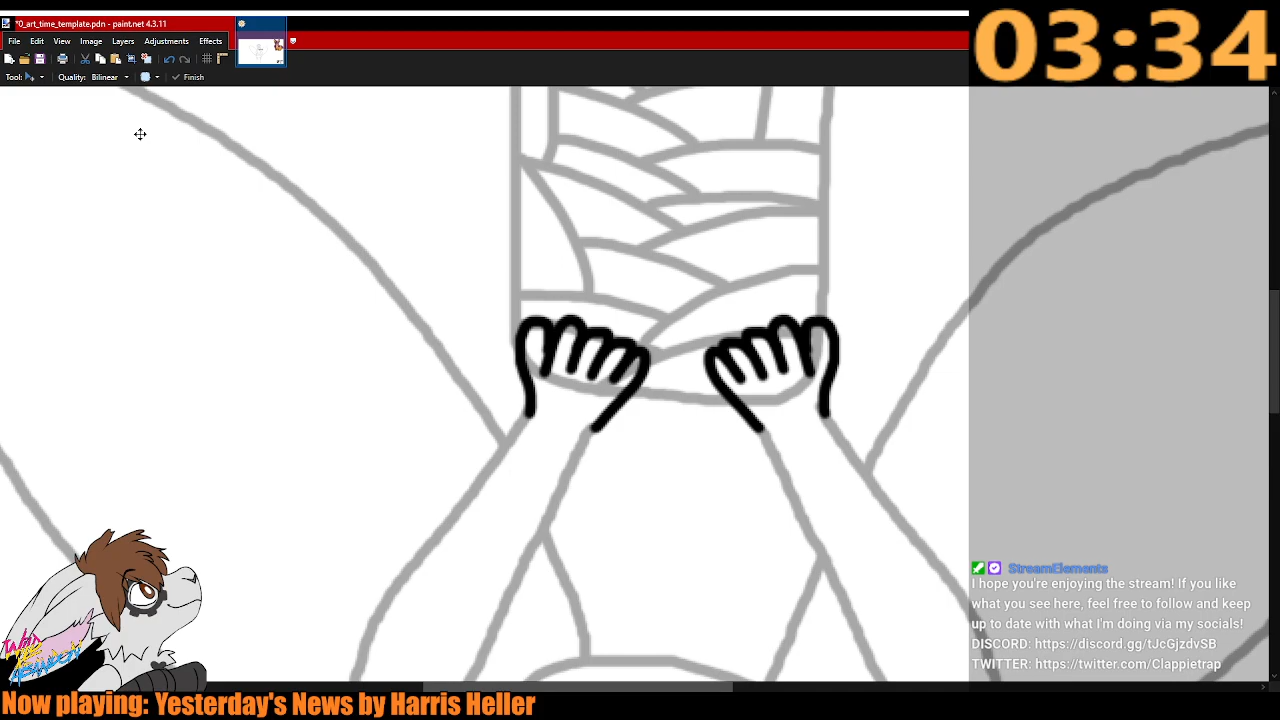 *0_art_time_template.pdn - paint.net 4.3.11
03:34
File Edit View Image Layers Adjustments Effects
Tool: Quality: Bilinear Finish
StreamElements
I hope you're enjoying the stream! If you like
what you see here, feel free to follow and keep
up to date with what I'm doing via my socials!
DISCORD: https://discord.gg/tJcGjzdvSB
TWITTER: https://twitter.com/Clappietrap
Now playing: Yesterday's News by Harris Heller